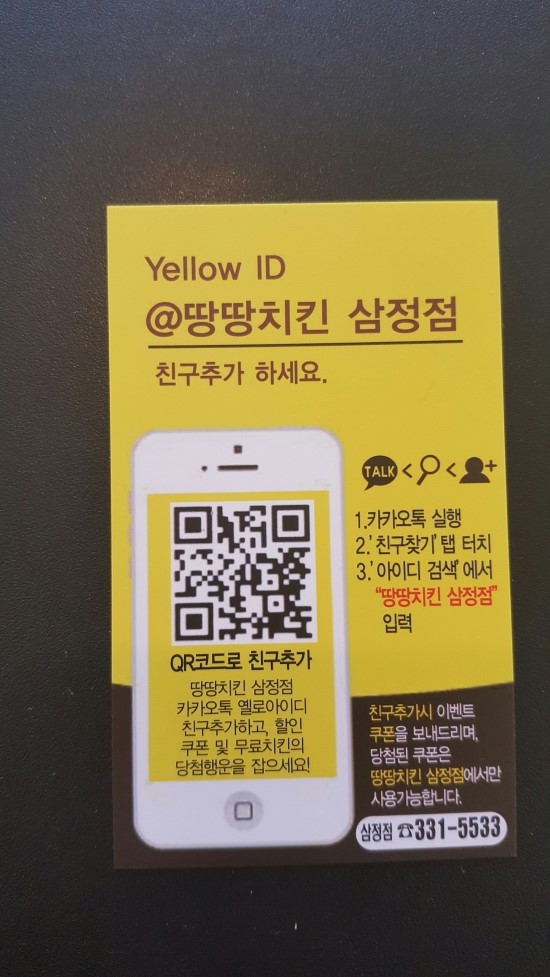 Yellow ID
@땅땅치킨 삼정점
친구추가 하세요.
TALK
1.카카오톡 실행
2.'친구찾기' 탭 터치
3.'아이디 검색'에서
"땅땅치킨 삼정점"
입력
QR코드로 친구추가
땅땅치킨 삼정점
카카오톡 옐로아이디
친구추가하고, 할인
쿠폰 및 무료치킨의
당첨행운을 잡으세요!
친구추가시 이벤트
쿠폰을 보내드리며,
당첨된 쿠폰은
땅땅치킨 삼정점에서만
사용가능합니다.
삼정점 ☎331-5533